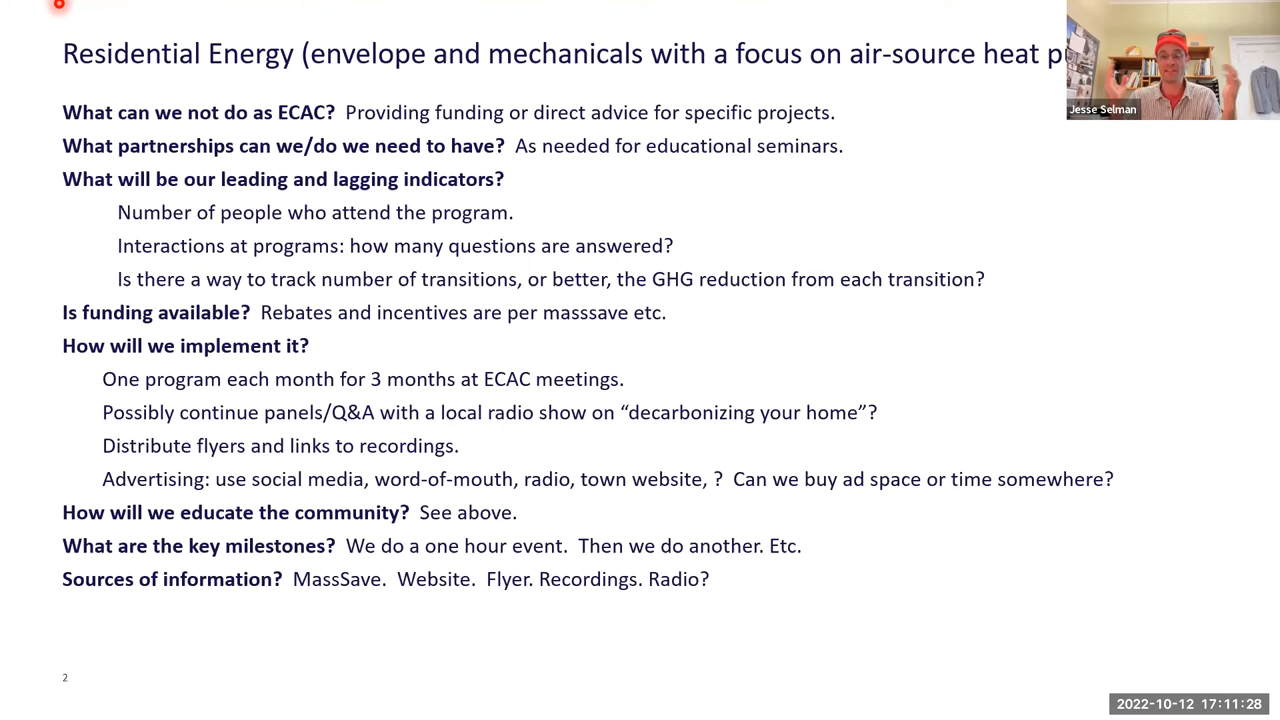 Residential Energy (envelope and mechanicals with a focus on air-source heat
Jesse Selman
What can we not do as ECAC? Providing funding or direct advice for specific projects.
What partnerships can we/do we need to have? As needed for educational seminars.
What will be our leading and lagging indicators?
Number of people who attend the program.
Interactions at programs: how many questions are answered?
Is there a way to track number of transitions, or better, the GHG reduction from each transition?
Is funding available? Rebates and incentives are per masssave etc.
How will we implement it?
One program each month for 3 months at ECAC meetings.
Possibly continue panels/Q&A with a local radio show on “decarbonizing your home”?
Distribute flyers and links to recordings.
Advertising: use social media, word-of-mouth, radio, town website, ? Can we buy ad space or time somewhere?
How will we educate the community? See above.
What are the key milestones? We do a one hour event. Then we do another. Etc.
Sources of information? MassSave. Website. Flyer. Recordings. Radio?
2
2022-10-12 17:11:28